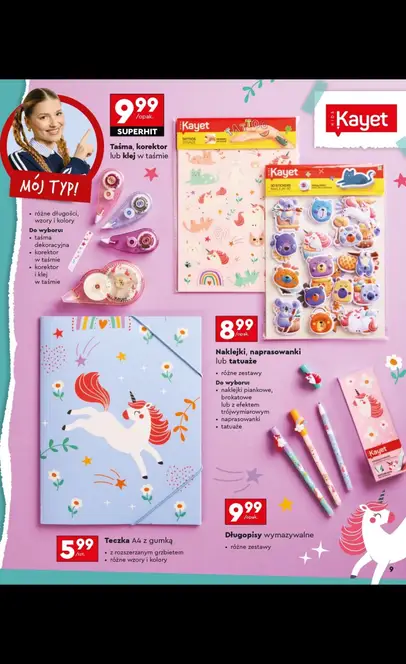 9.99
/opak.
SUPERHIT
Taśma, korektor
lub klej w taśmie
MÓJ TYP!
• różne długości,
wzory i kolory
Do wyboru:
• taśma
dekoracyjna
• korektor
w taśmie
• korektor
i klej
w taśmie
Kayet
KIDS
Kayet
Kayet
8.99
/opak.
Naklejki, naprasowanki
lub tatuaże
• różne zestawy
Do wyboru:
• naklejki piankowe,
brokatowe
lub z efektem
trójwymiarowym
• naprasowanki
• tatuaże
9.99
/opak.
Długopisy wymazywalne
• różne zestawy
5.99
/szt.
Teczka A4 z gumką
• z rozszerzanym grzbietem
• różne wzory i kolory
9